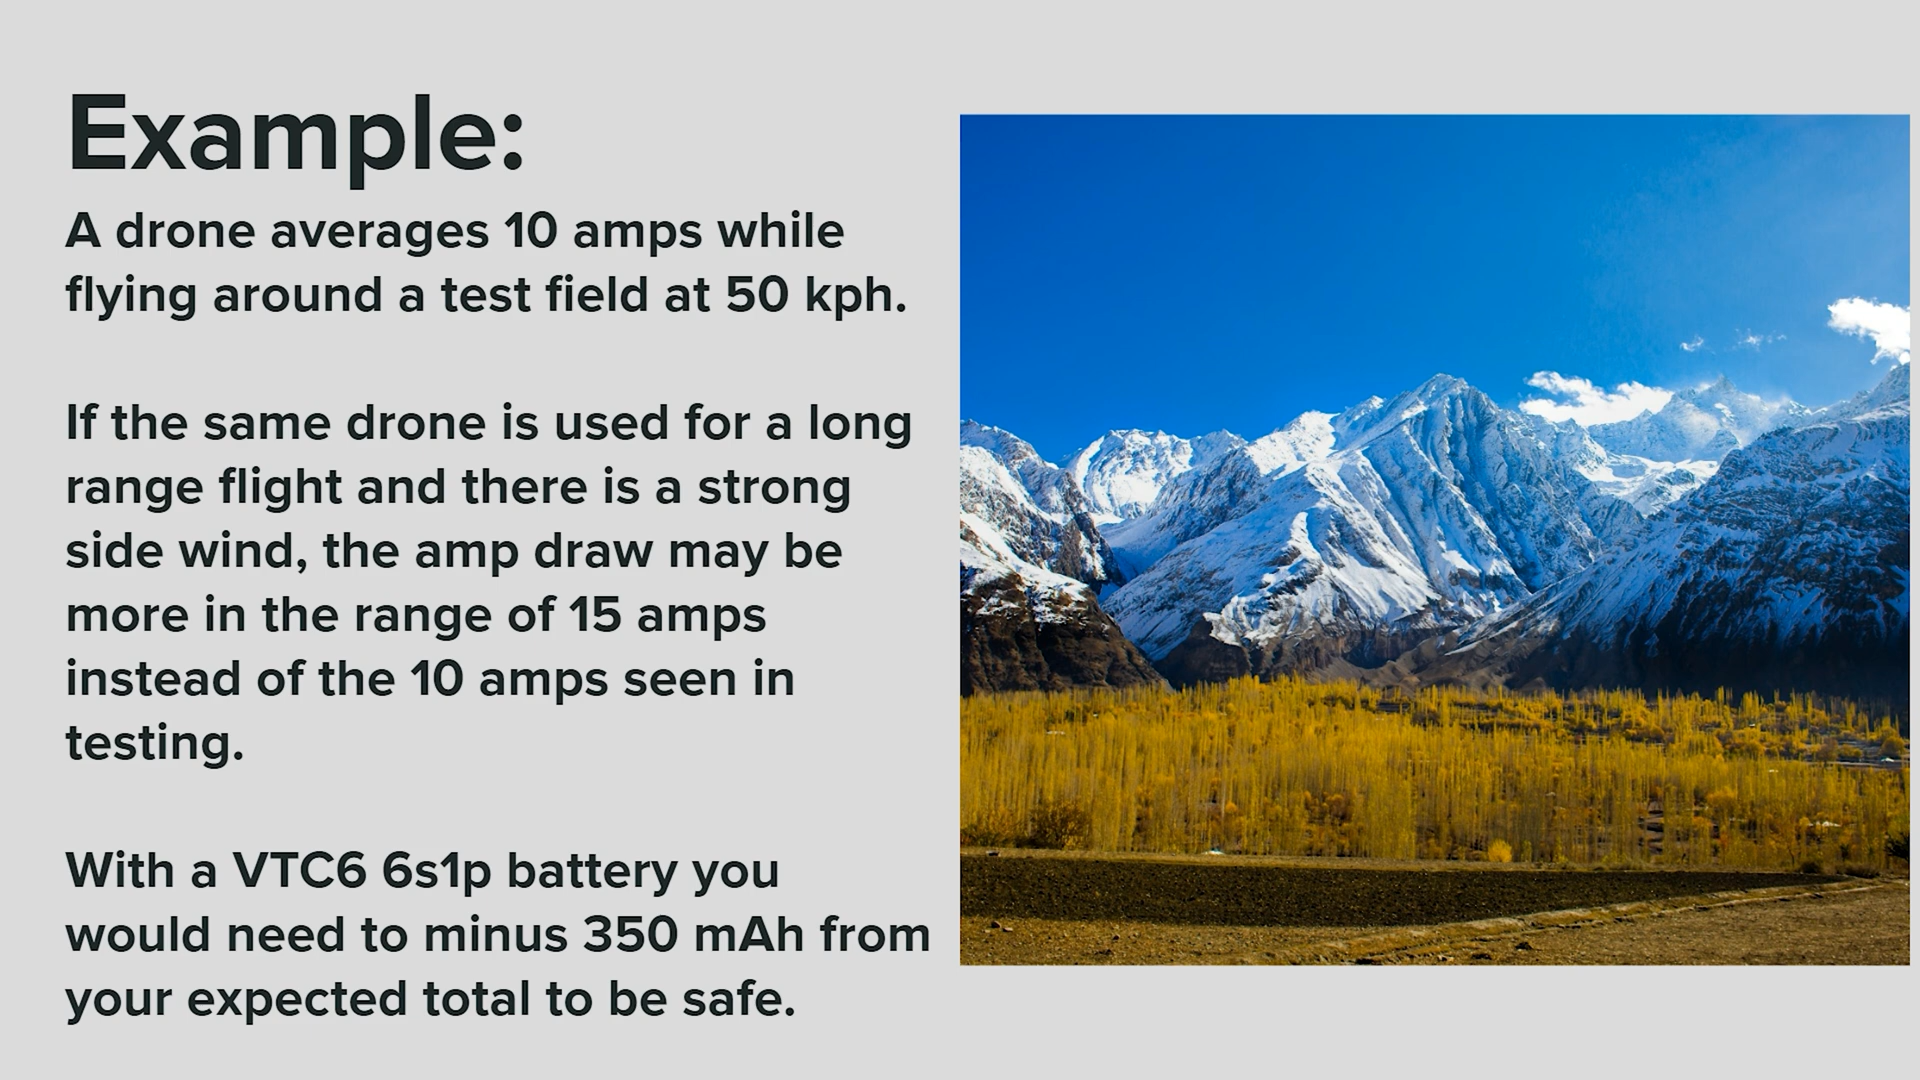 Example:
A drone averages 10 amps while
flying around a test field at 50 kph.
If the same drone is used for a long
range flight and there is a strong
side wind, the amp draw may be
more in the range of 15 amps
instead of the 10 amps seen in
testing.
With a VTC6 6s1p battery you
would need to minus 350 mAh from
your expected total to be safe.